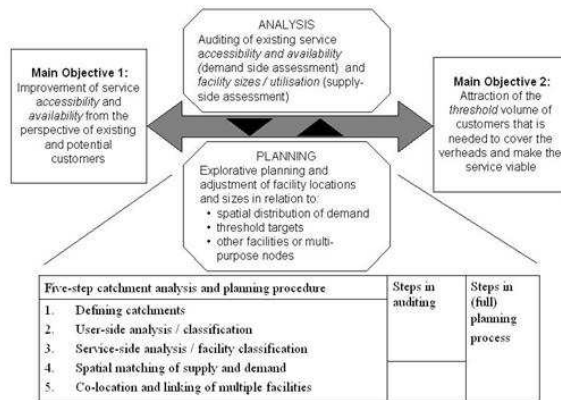 ANALYSIS
Auditing of existing service
accessibility and availability
(demand side assessment) and
facility sizes / utilisation (supply-
side assessment)
Main Objective 1:
Improvement of service
accessibility and
availability from the
perspective of existing
and potential
customers
Main Objective 2:
Attraction of the
threshold volume of
customers that is
needed to cover the
overheads and make the
service viable
PLANNING
Explorative planning and
adjustment of facility locations
and sizes in relation to:
• spatial distribution of demand
• threshold targets
• other facilities or multi-
purpose nodes
Five-step catchment analysis and planning procedure
1. Defining catchments
2. User-side analysis / classification
3. Service-side analysis / facility classification
4. Spatial matching of supply and demand
5. Co-location and linking of multiple facilities
Steps in
auditing
Steps in
(full)
planning
process